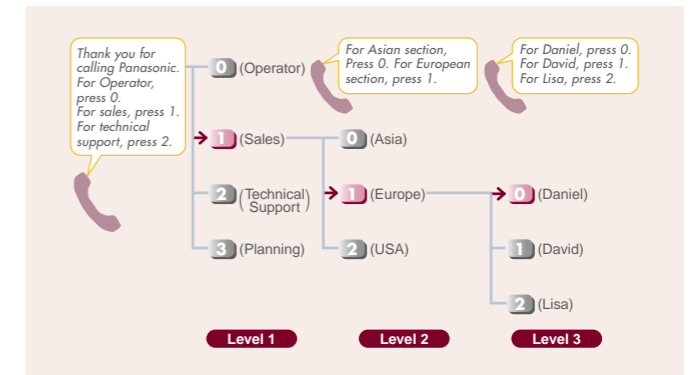 Thank you for
calling Panasonic.
For Operator,
press 0.
For sales, press 1.
For technical
support, press 2.
For Asian section,
Press 0. For European
section, press 1.
For Daniel, press 0.
For David, press 1.
For Lisa, press 2.
0 (Operator)
1 (Sales)
0 (Asia)
2 (Technical
Support)
1 (Europe)
0 (Daniel)
3 (Planning)
2 (USA)
1 (David)
2 (Lisa)
Level 1
Level 2
Level 3